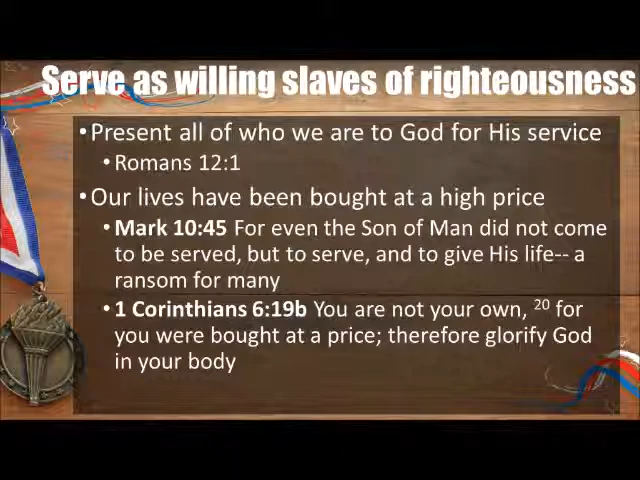 Serve as willing slaves of righteousness
•Present all of who we are to God for His service
•Romans 12:1
•Our lives have been bought at a high price
•Mark 10:45 For even the Son of Man did not come
to be served, but to serve, and to give His life-- a
ransom for many
•1 Corinthians 6:19b You are not your own, 20 for
you were bought at a price; therefore glorify God
in your body